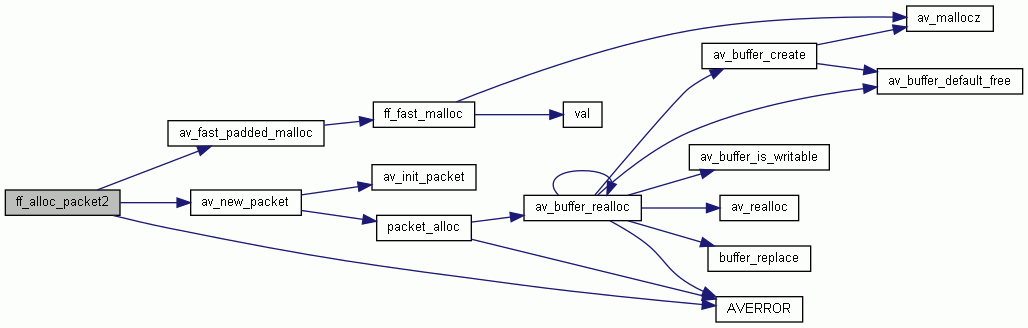 ff_alloc_packet2
av_fast_padded_malloc
av_new_packet
ff_fast_malloc
av_init_packet
packet_alloc
val
av_buffer_realloc
av_buffer_create
av_buffer_is_writable
av_realloc
buffer_replace
AVERROR
av_mallocz
av_buffer_default_free